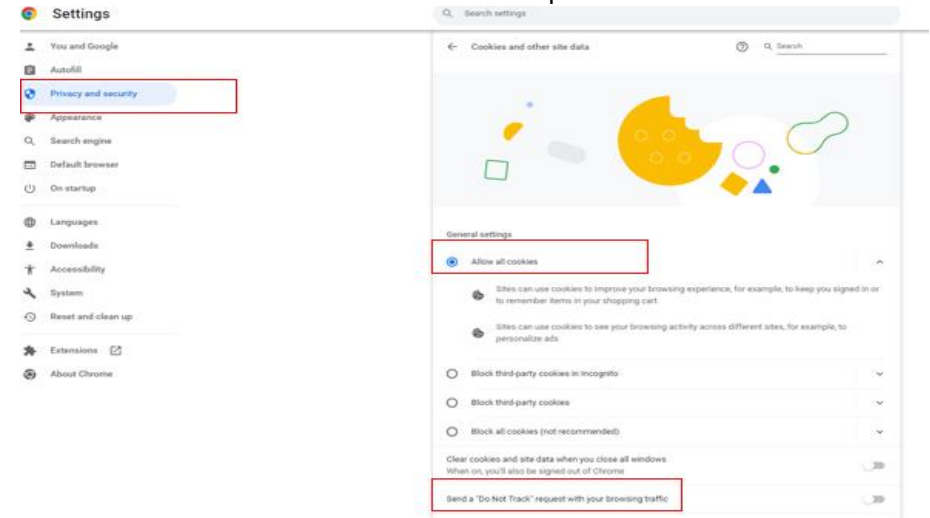 Settings
Search settings
You and Google
Autofill
Privacy and security
Appearance
Search engine
Default browser
On startup
Languages
Downloads
Accessibility
System
Reset and clean up
Extensions
About Chrome
Cookies and other site data
Search
General settings
Allow all cookies
Sites can use cookies to improve your browsing experience, for example, to keep you signed in or
to remember items in your shopping cart
Sites can use cookies to see your browsing activity across different sites, for example, to
personalize ads
Block third-party cookies in Incognito
Block third-party cookies
Block all cookies (not recommended)
Clear cookies and site data when you close all windows
When on, you'll also be signed out of Chrome
Send a "Do Not Track" request with your browsing traffic